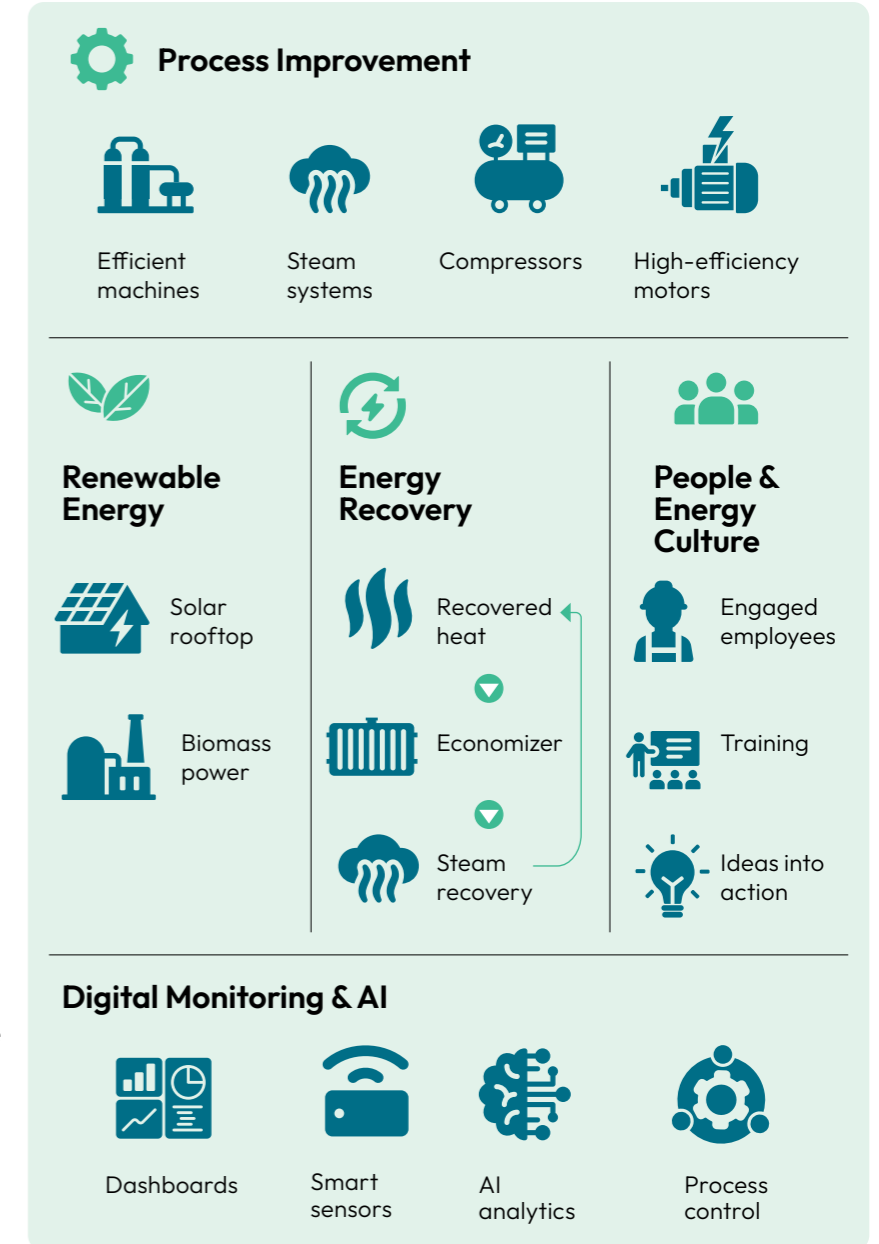 Process Improvement
Efficient
machines
Steam
systems
Compressors
High-efficiency
motors
Renewable
Energy
Solar
rooftop
Biomass
power
Energy
Recovery
Recovered
heat
Economizer
Steam
recovery
People &
Energy
Culture
Engaged
employees
Training
Ideas into
action
Digital Monitoring & AI
Dashboards
Smart
sensors
AI
analytics
Process
control